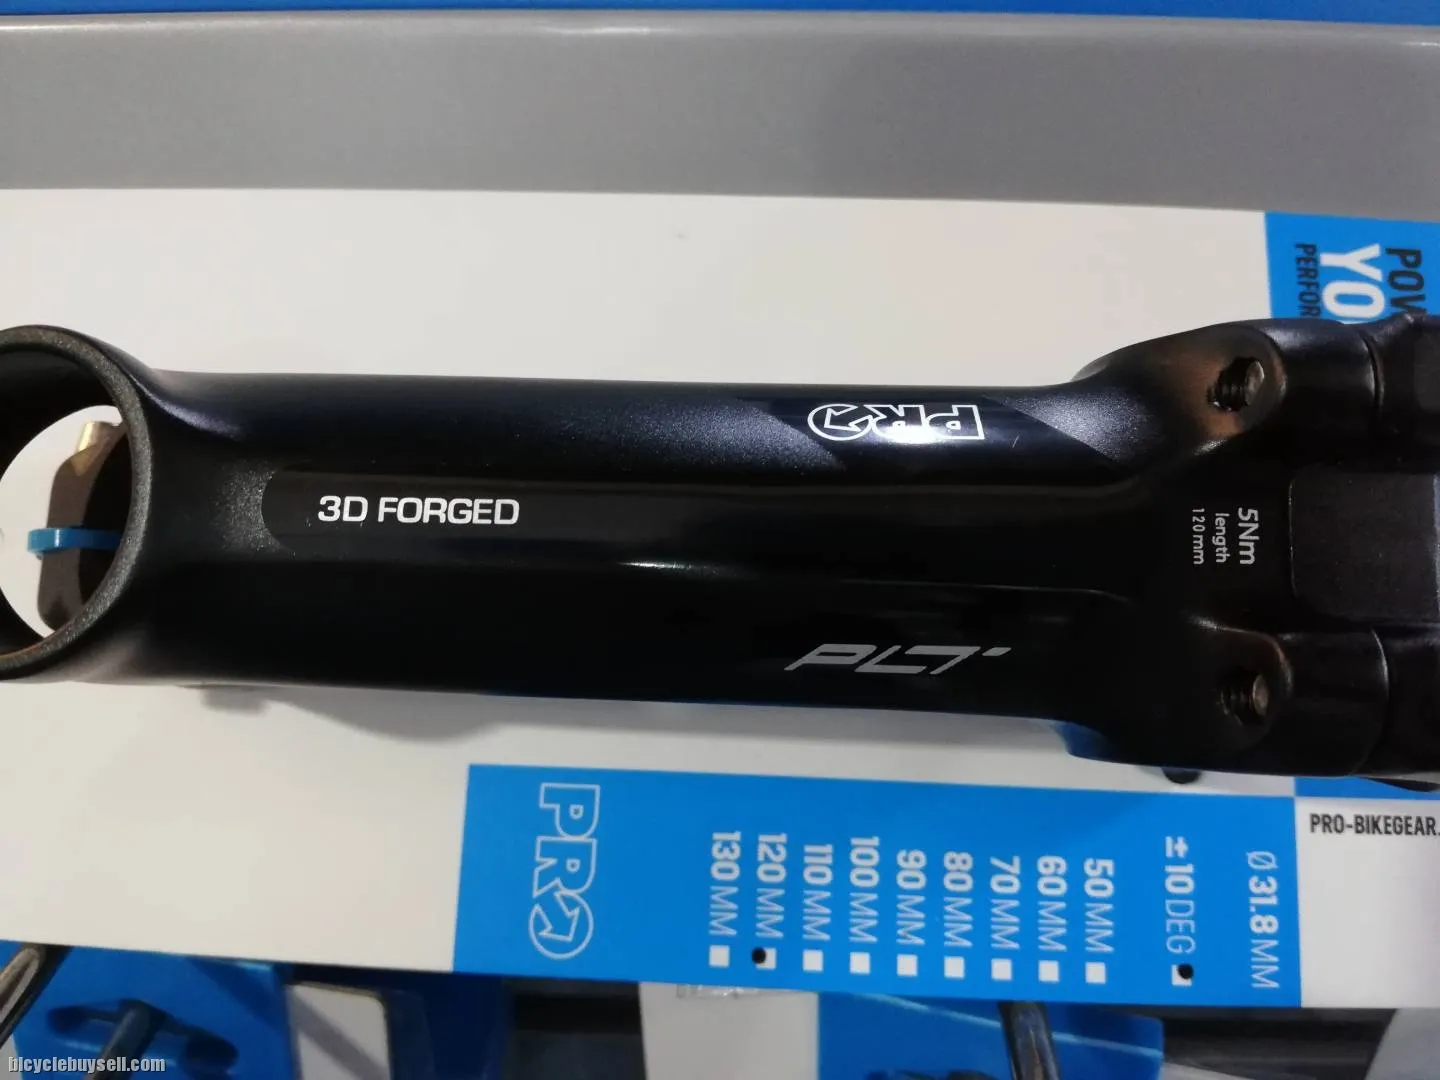 POW
YO
PERFOR
PRO
3D FORGED
5Nm
length
120 mm
PLT
PRO-BIKEGEAR.
PRO
Ø 31.8 MM
± 10 DEG
50 MM
60 MM
70 MM
80 MM
90 MM
100 MM
110 MM
120 MM
130 MM
bicyclebuysell.com